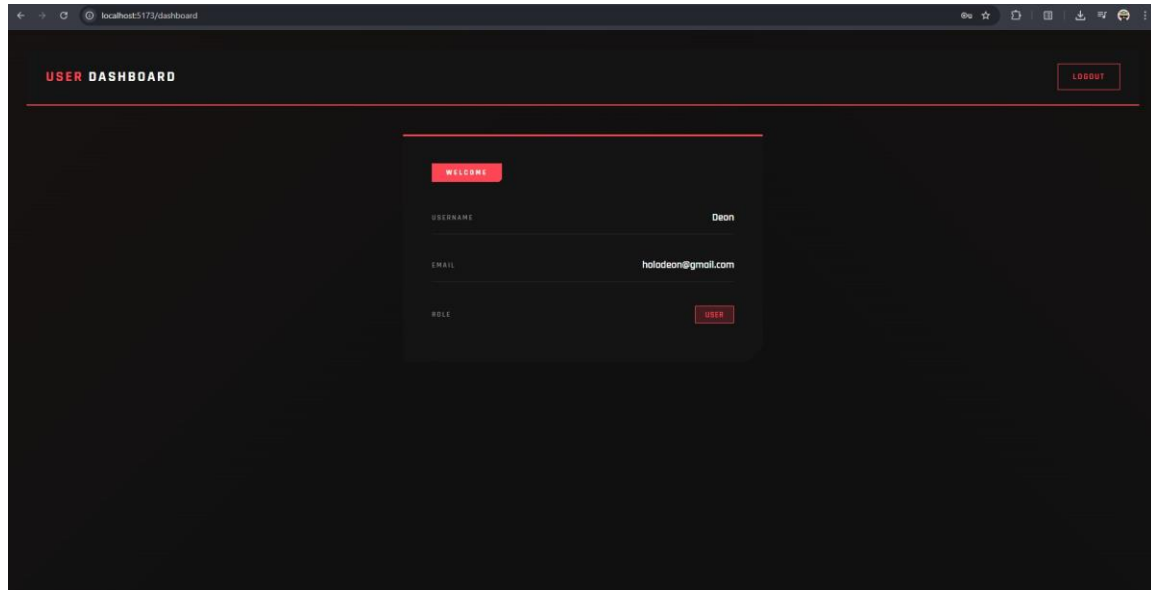 localhost:5173/dashboard
USER DASHBOARD
LOGOUT
WELCOME
USERNAME
Deon
EMAIL
holodeon@gmail.com
ROLE
USER